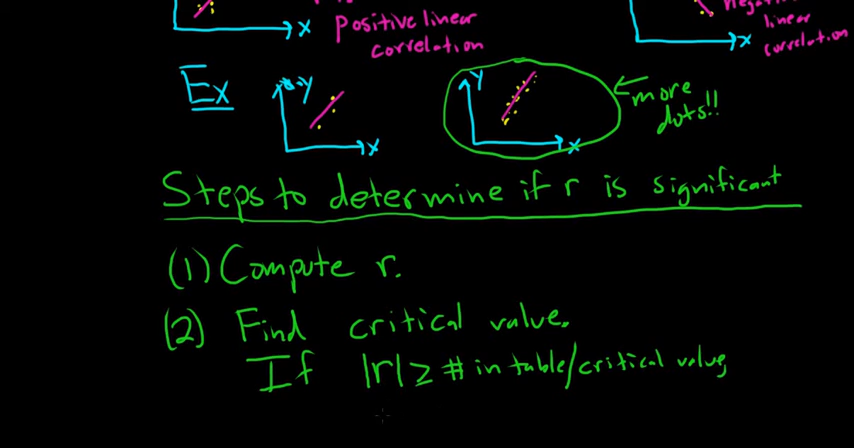 positive linear
correlation
X
negative
linear
correlation
X
Ex
Y
X
Y
X
more
dots!!
Steps to determine if r is significant
(1) Compute r.
(2) Find critical value.
If |r| ≥ # in table/critical value,